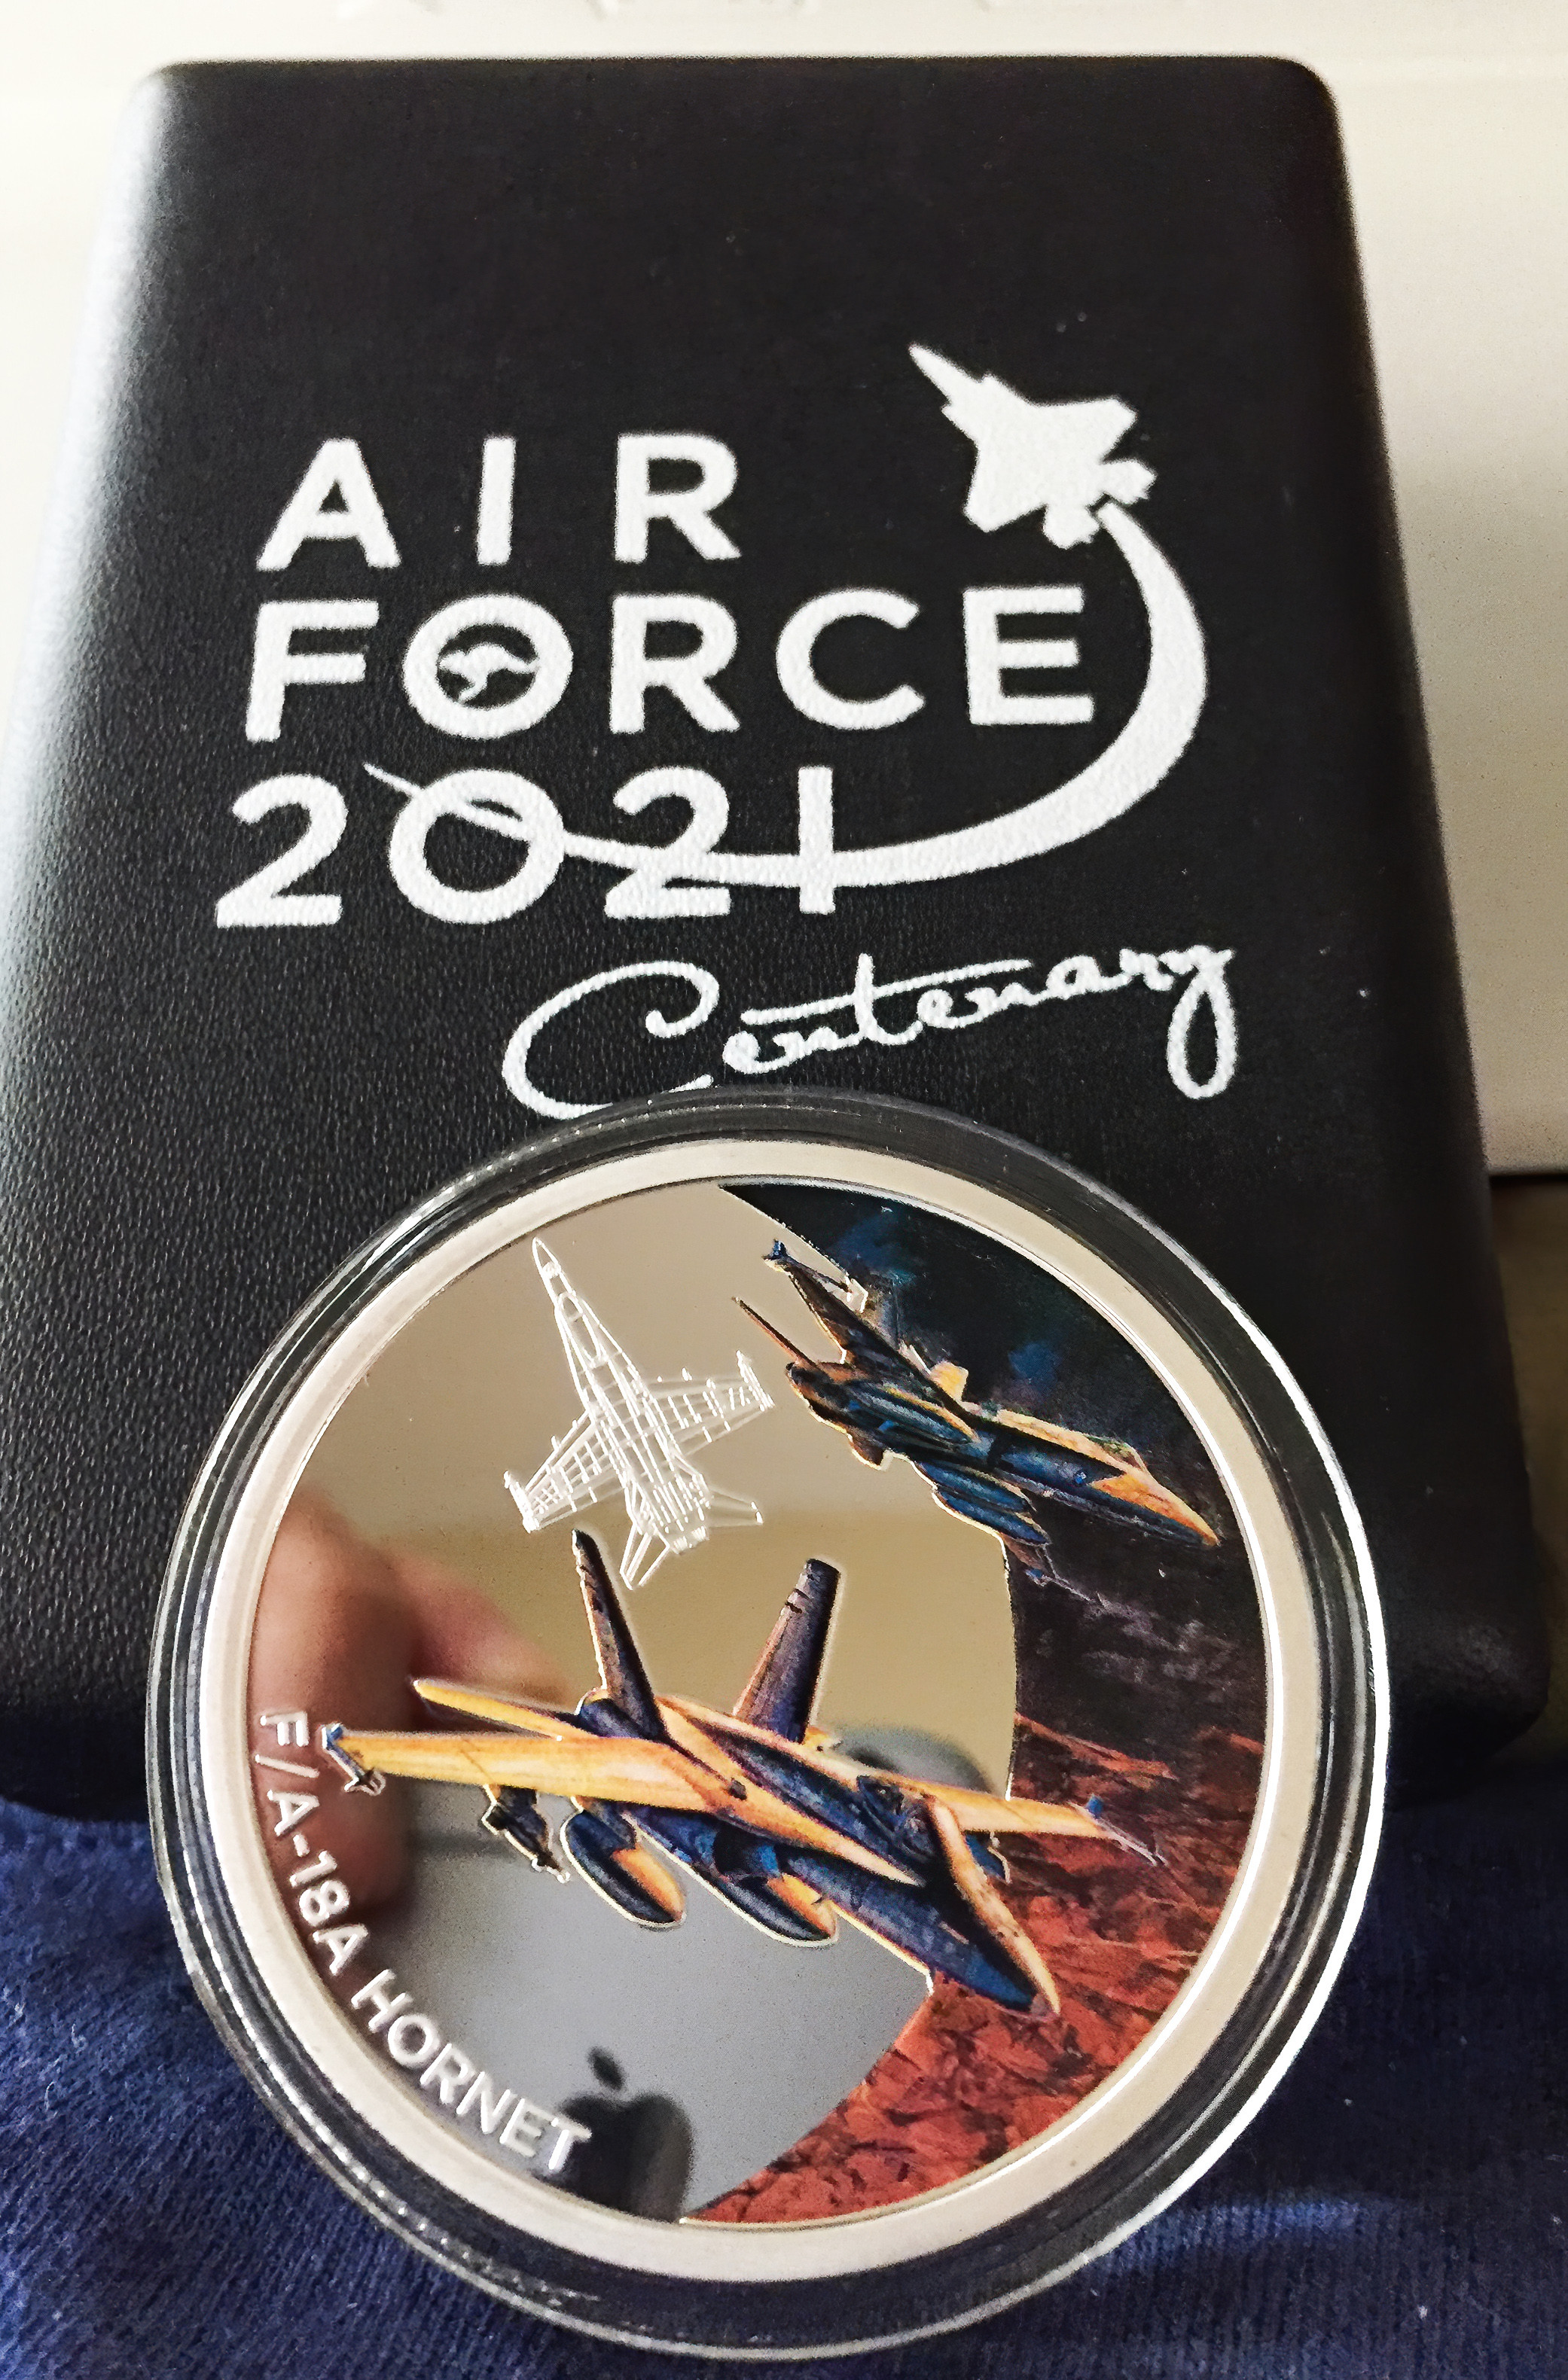 AIR
FORCE
2021
Centenary
F/A-18A HORNET